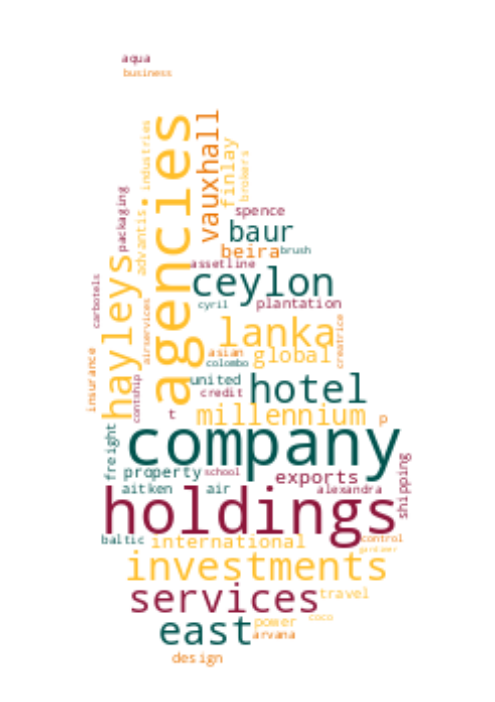 aqua
business
agencies
vauxhall
industries
finlay
brokers
packaging
advantis
spence
baur
beira
brush
hayleys
assetline
ceylon
carbotels
cyril
plantation
airservices
lanka
creatrice
insurance
asian
global
colombo
united
hotel
contship
credit
t
millennium
p
company
freight
property
school
exports
shipping
aitken
air
alexandra
holdings
baltic
international
control
gardiner
investments
services
travel
east
power
coco
arvana
design